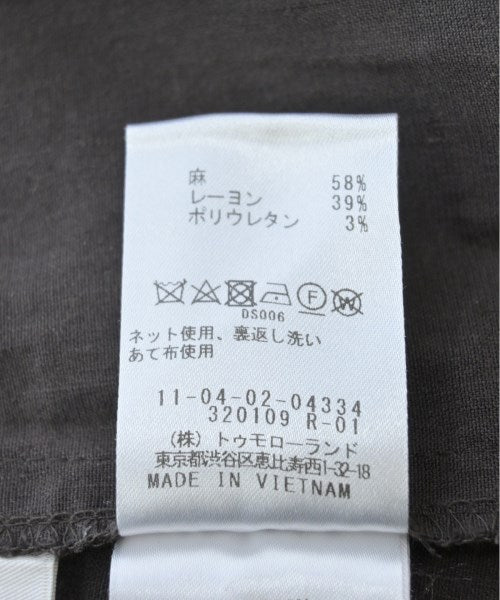 麻 58%
レーヨン 39%
ポリウレタン 3%
DS006
ネット使用、裏返し洗い
あて布使用
11-04-02-04334
320109 R-01
(株)トゥモローランド
東京都渋谷区恵比寿西1-32-18
MADE IN VIETNAM